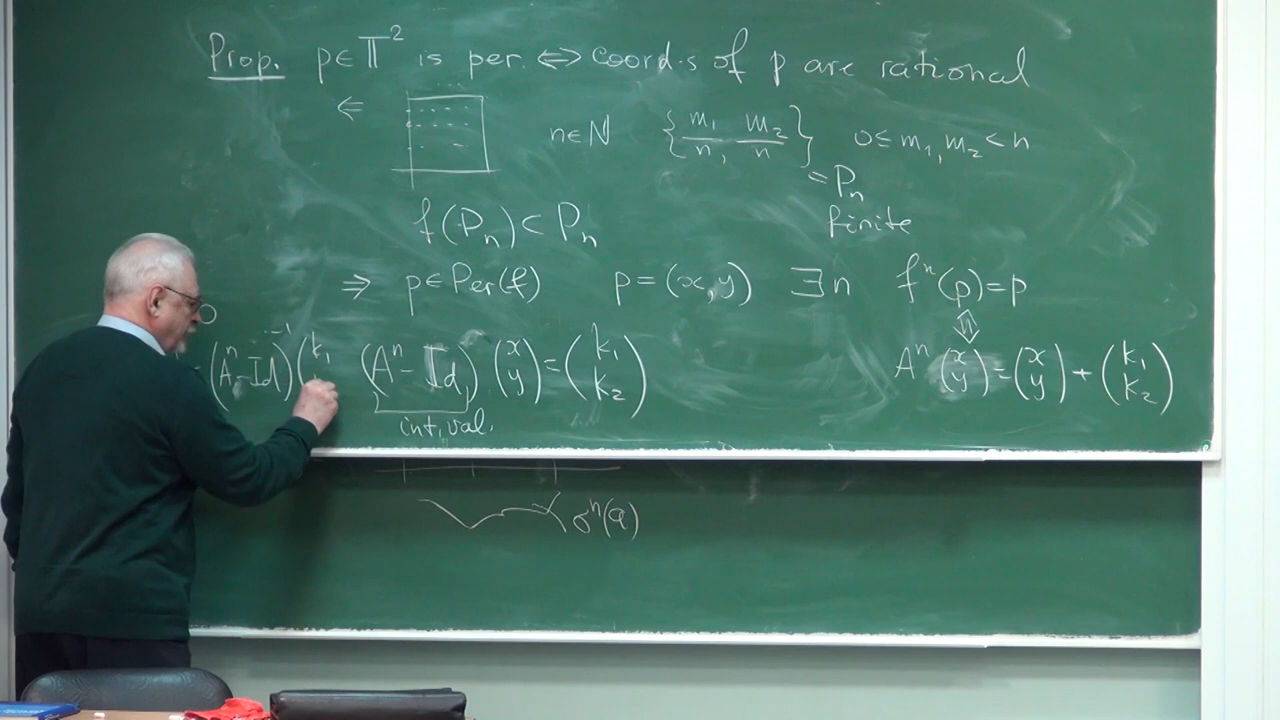 Prop. p∈𝕋² is per. ⇔ coord-s of p are rational
⇐ n∈ℕ {m₁/n, m₂/n} 0≤m₁,m₂<n
=Pₙ
finite
f(Pₙ)⊂Pₙ
⇒ p∈Per(f) p=(x,y) ∃n fⁿ(p)=p
⇕
(Aⁿ-Id)⁻¹(k₁ (Aⁿ-Id)(x y)=(k₁ k₂) Aⁿ(x y)=(x y)+(k₁ k₂)
int. val.
σⁿ(a)